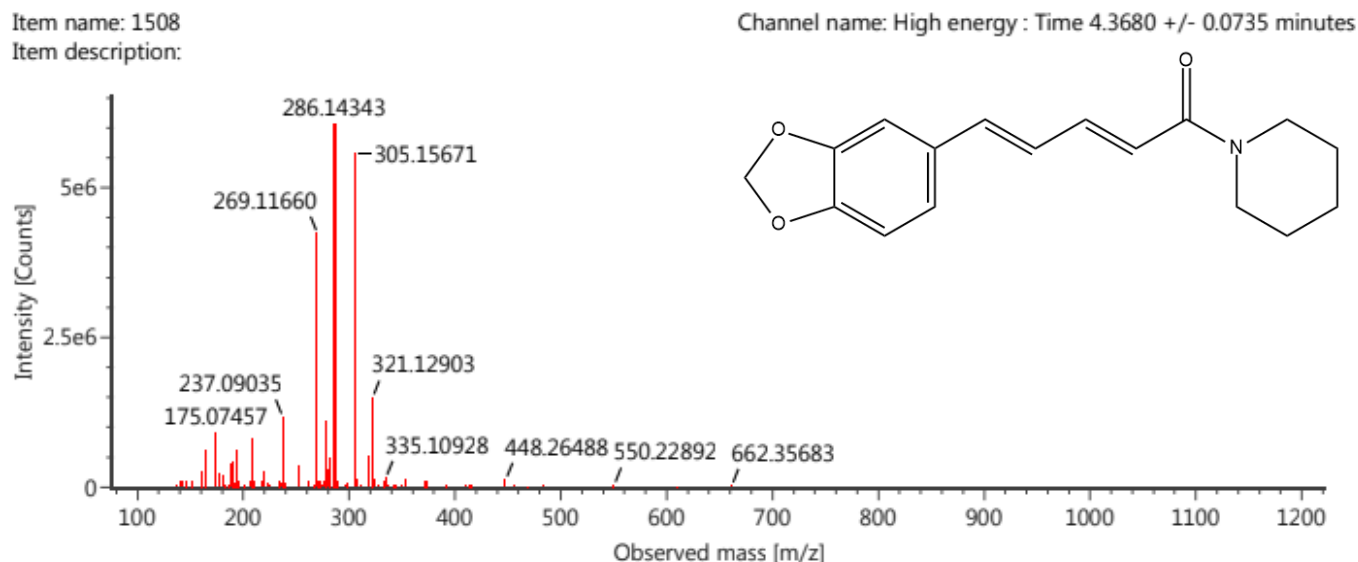 Item name: 1508
Channel name: High energy : Time 4.3680 +/- 0.0735 minutes
Item description:
286.14343
305.15671
269.11660
321.12903
237.09035
175.07457
335.10928
448.26488
550.22892
662.35683
5e6
2.5e6
0
Intensity [Counts]
100 200 300 400 500 600 700 800 900 1000 1100 1200
Observed mass [m/z]
O
O
O
N